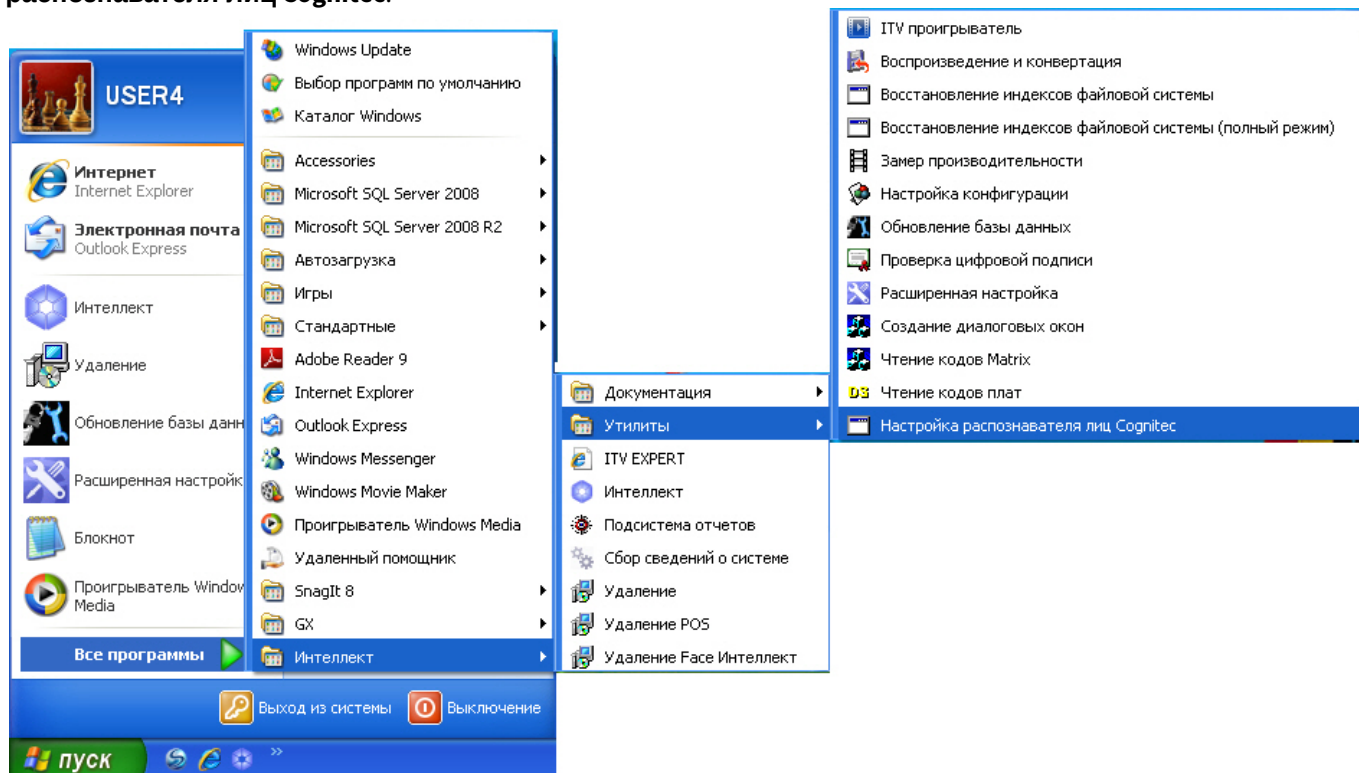 распознавателя лиц Cognitec.
USER4
Интернет
Internet Explorer
Электронная почта
Outlook Express
Интеллект
Удаление
Обновление базы данн
Расширенная настройк
Блокнот
Проигрыватель Window
Media
Все программы
Выход из системы
Выключение
пуск
»
Windows Update
Выбор программ по умолчанию
Каталог Windows
Accessories
Microsoft SQL Server 2008
Microsoft SQL Server 2008 R2
Автозагрузка
Игры
Стандартные
Adobe Reader 9
Internet Explorer
Outlook Express
Windows Messenger
Windows Movie Maker
Проигрыватель Windows Media
Удаленный помощник
SnagIt 8
GX
Интеллект
Документация
Утилиты
ITV EXPERT
Интеллект
Подсистема отчетов
Сбор сведений о системе
Удаление
Удаление POS
Удаление Face Интеллект
ITV проигрыватель
Воспроизведение и конвертация
Восстановление индексов файловой системы
Восстановление индексов файловой системы (полный режим)
Замер производительности
Настройка конфигурации
Обновление базы данных
Проверка цифровой подписи
Расширенная настройка
Создание диалоговых окон
Чтение кодов Matrix
Чтение кодов плат
Настройка распознавателя лиц Cognitec